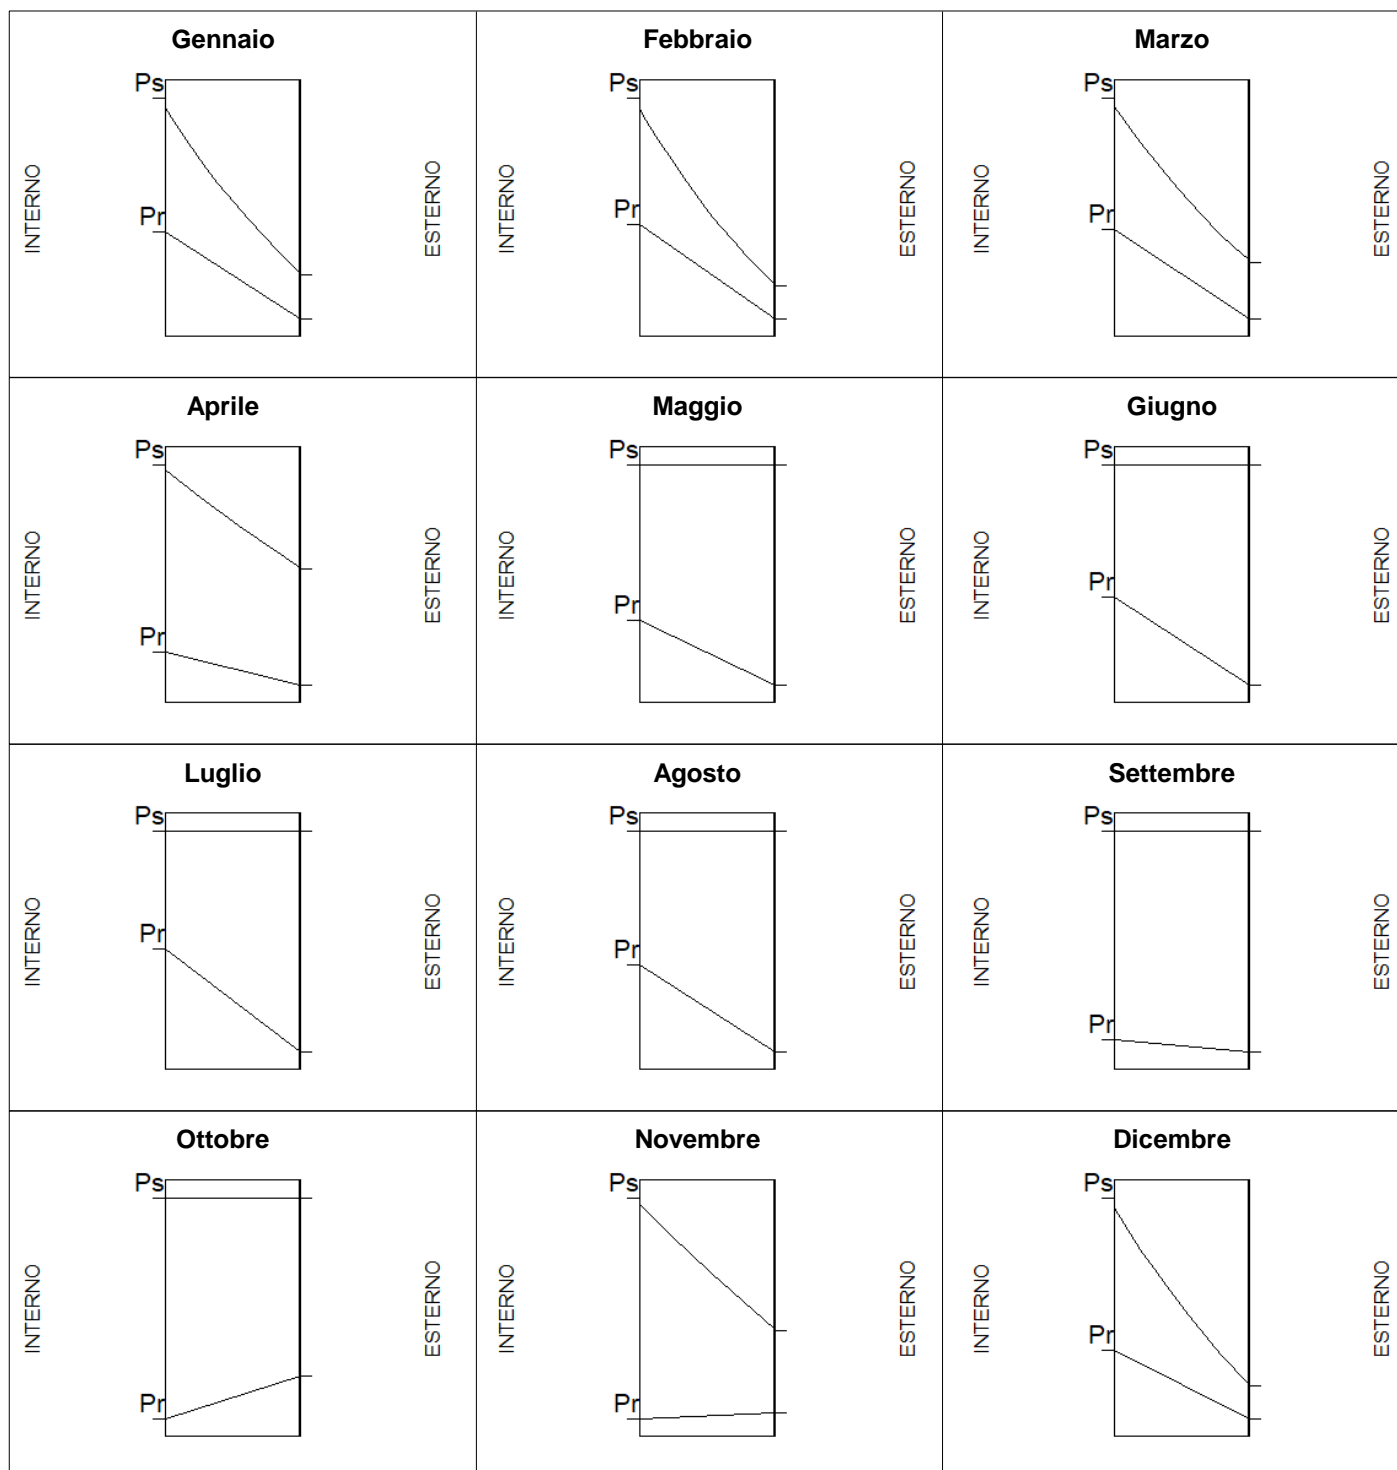 Gennaio
Ps
Pr
INTERNO
ESTERNO
Febbraio
Ps
Pr
INTERNO
ESTERNO
Marzo
Ps
Pr
INTERNO
ESTERNO
Aprile
Ps
Pr
INTERNO
ESTERNO
Maggio
Ps
Pr
INTERNO
ESTERNO
Giugno
Ps
Pr
INTERNO
ESTERNO
Luglio
Ps
Pr
INTERNO
ESTERNO
Agosto
Ps
Pr
INTERNO
ESTERNO
Settembre
Ps
Pr
INTERNO
ESTERNO
Ottobre
Ps
Pr
INTERNO
ESTERNO
Novembre
Ps
Pr
INTERNO
ESTERNO
Dicembre
Ps
Pr
INTERNO
ESTERNO